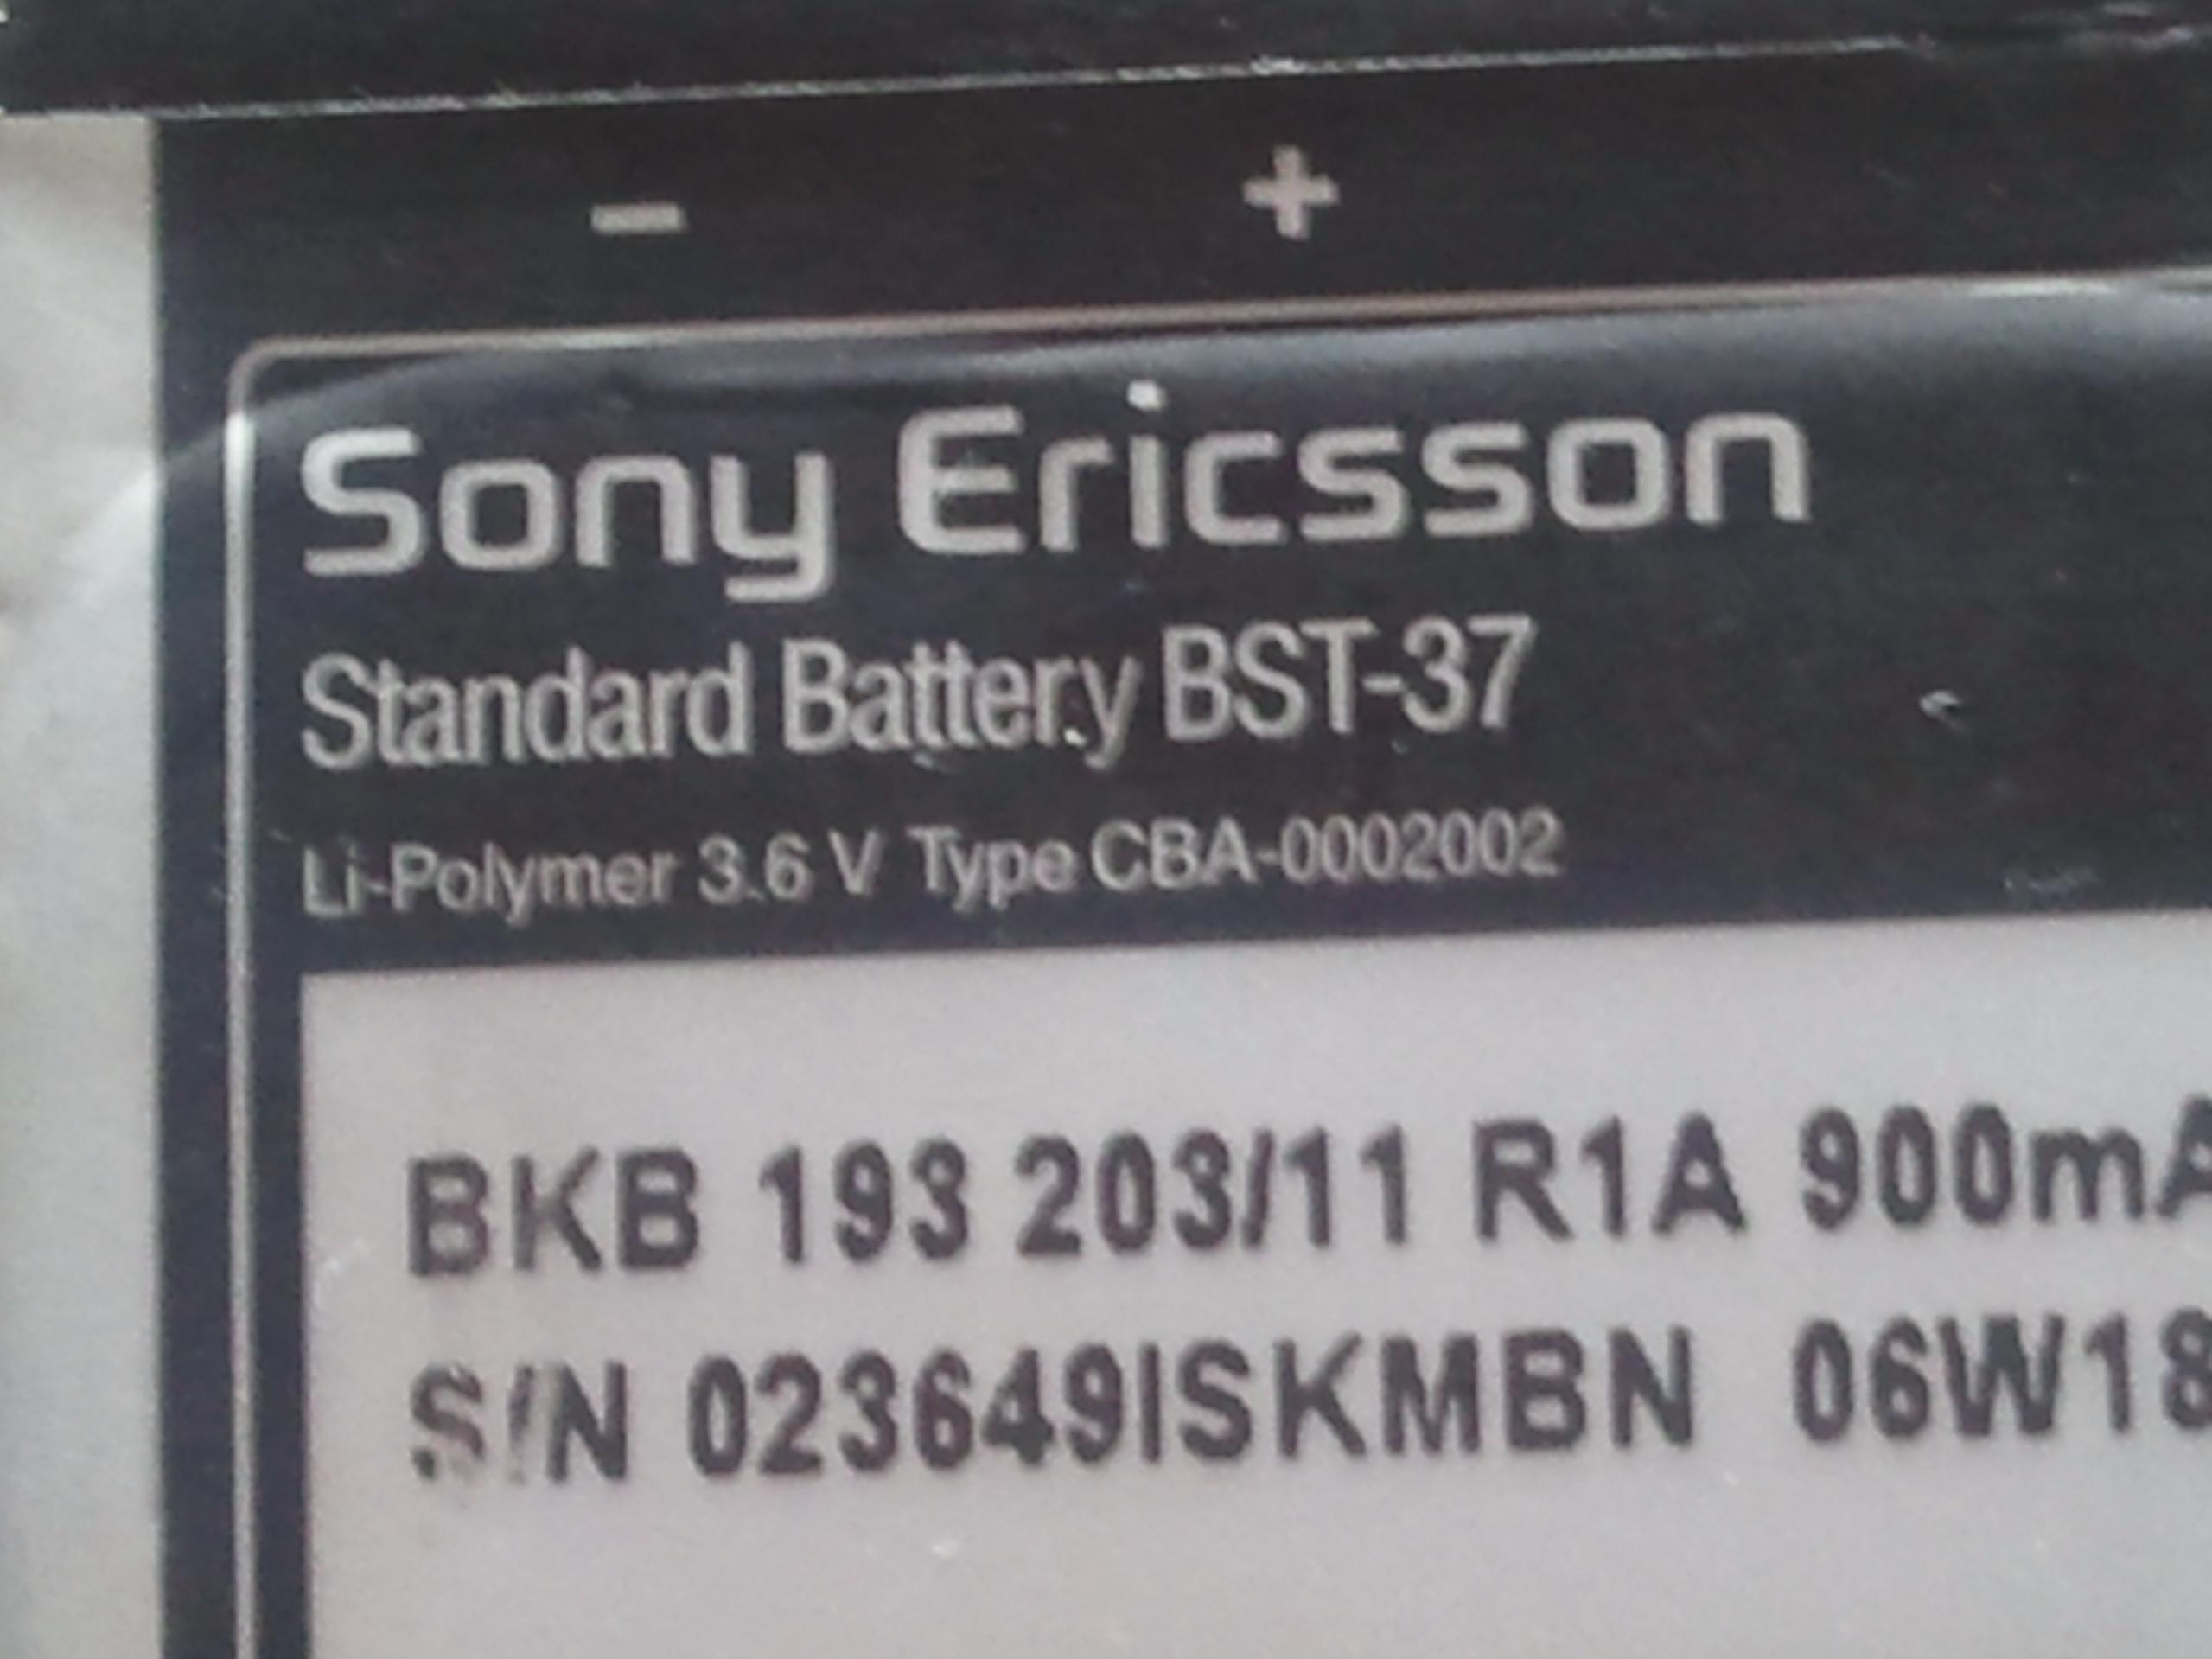 - +
Sony Ericsson
Standard Battery BST-37
Li-Polymer 3.6 V Type CBA-0002002
BKB 193 203/11 R1A 900mA
S/N 023649ISKMBN 06W18